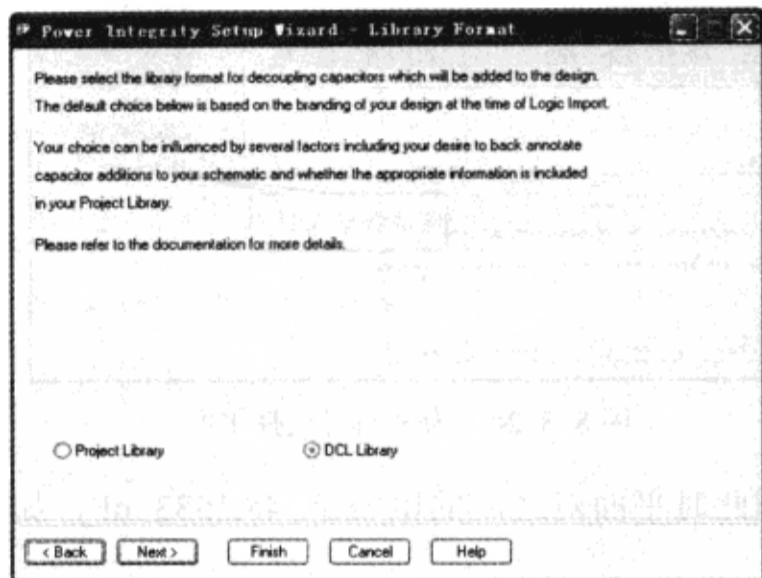 Power Integrity Setup Wizard - Library Format
Please select the library format for decoupling capacitors which will be added to the design.
The default choice below is based on the branding of your design at the time of Logic Import.
Your choice can be influenced by several factors including your desire to back annotate
capacitor additions to your schematic and whether the appropriate information is included
in your Project Library.
Please refer to the documentation for more details.
Project Library DCL Library
< Back Next > Finish Cancel Help